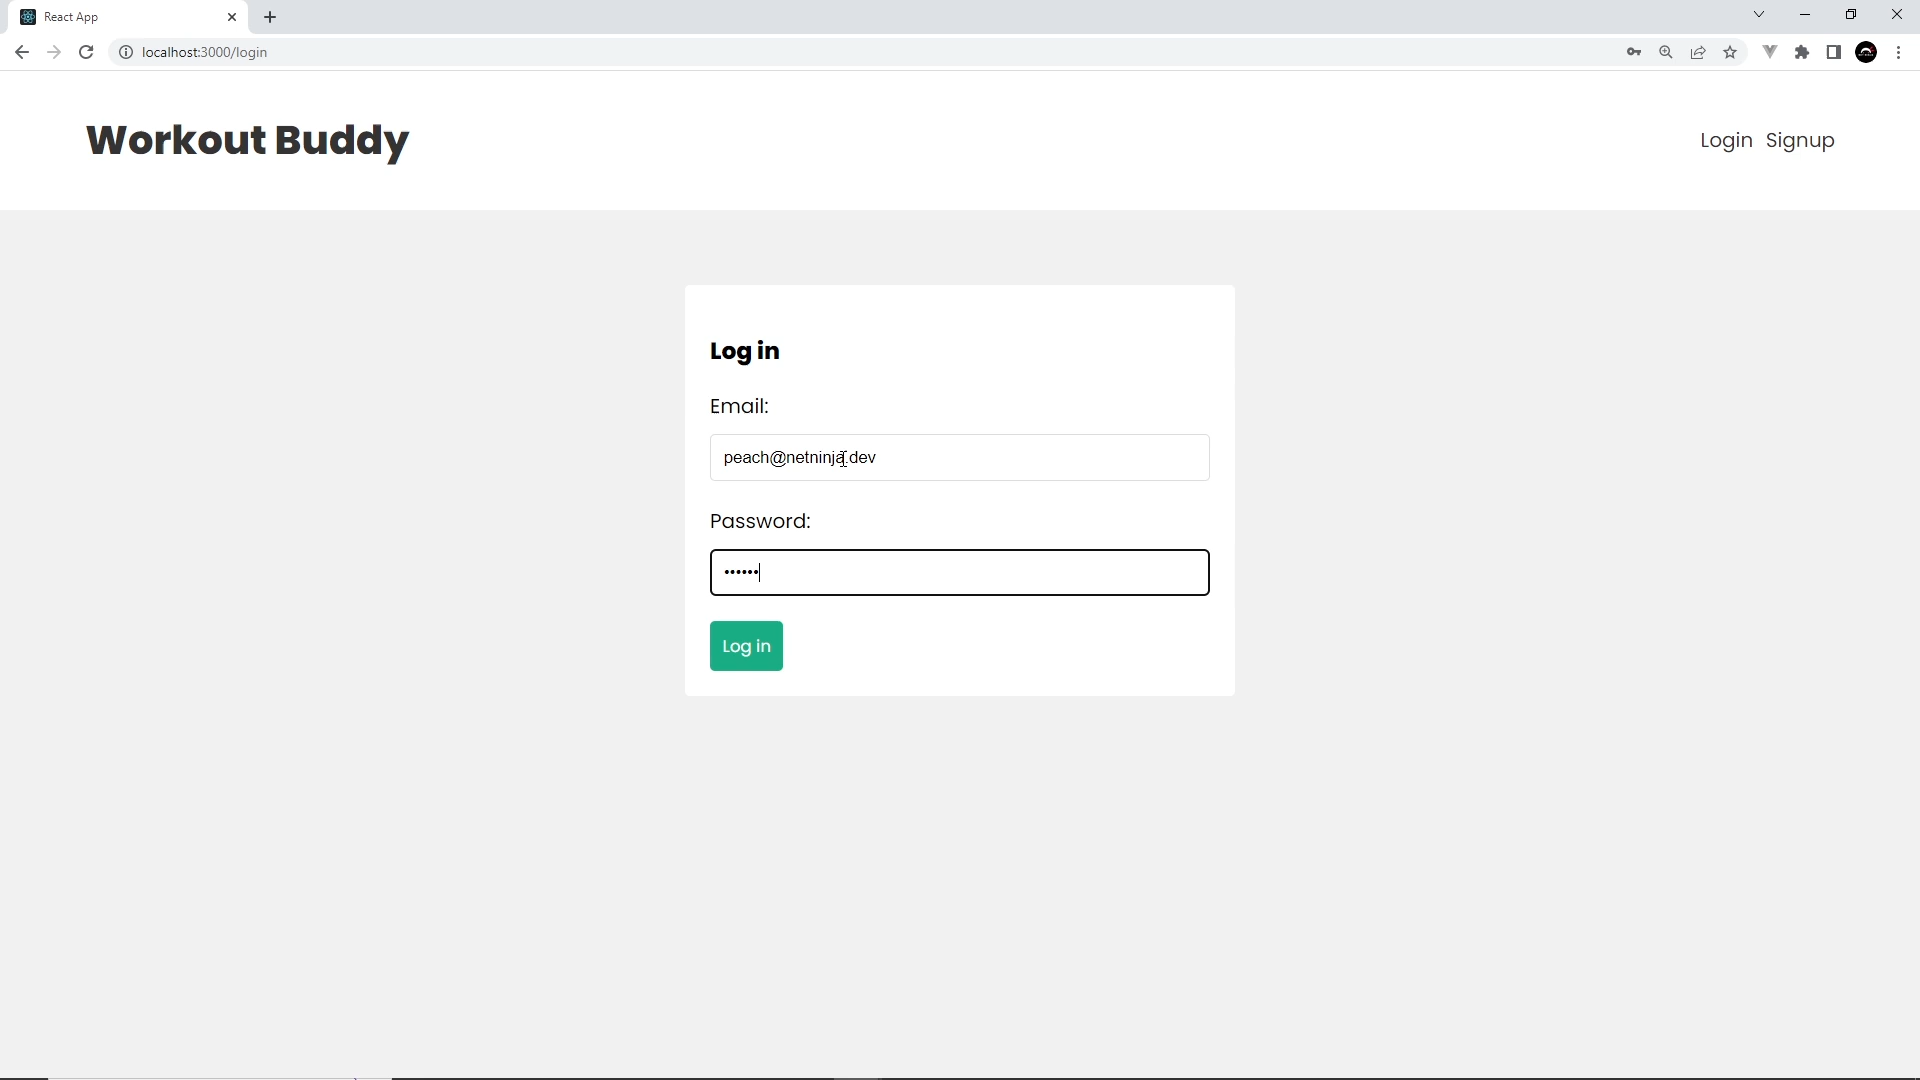 React App
localhost:3000/login
Workout Buddy
Login Signup
Log in
Email:
peach@netninja.dev
Password:
••••••
Log in